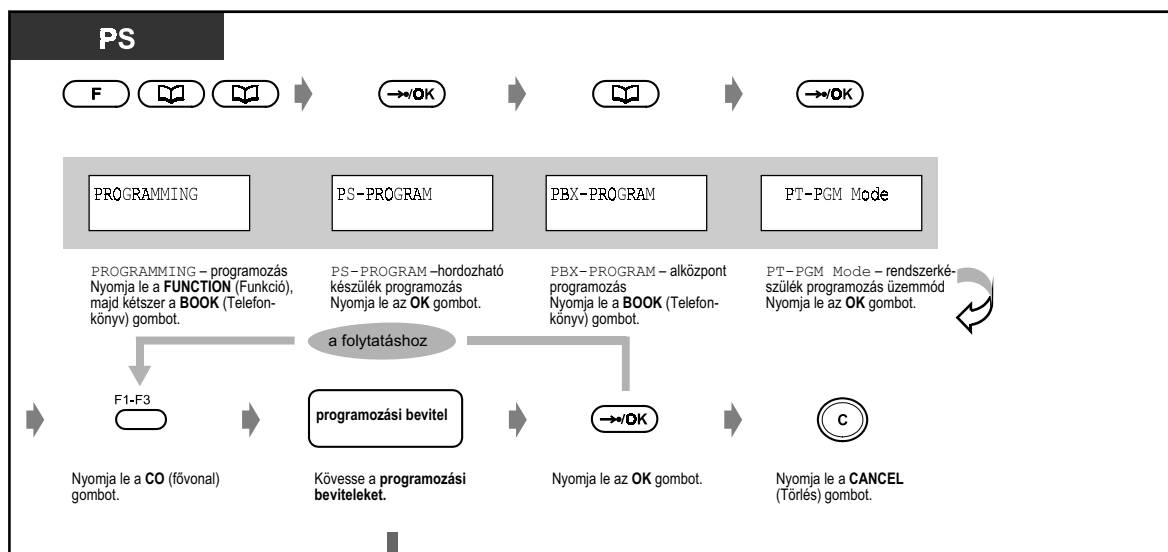 PS
F
→•/OK
→•/OK
PROGRAMMING
PS-PROGRAM
PBX-PROGRAM
PT-PGM Mode
PROGRAMMING – programozás
Nyomja le a FUNCTION (Funkció),
majd kétszer a BOOK (Telefon-
könyv) gombot.
PS-PROGRAM –hordozható
készülék programozás
Nyomja le az OK gombot.
PBX-PROGRAM – alközpont
programozás
Nyomja le a BOOK (Telefon-
könyv) gombot.
PT-PGM Mode – rendszerké-
szülék programozás üzemmód
Nyomja le az OK gombot.
a folytatáshoz
F1-F3
programozási bevitel
→•/OK
C
Nyomja le a CO (fővonal)
gombot.
Kövesse a programozási
beviteleket.
Nyomja le az OK gombot.
Nyomja le a CANCEL
(Törlés) gombot.